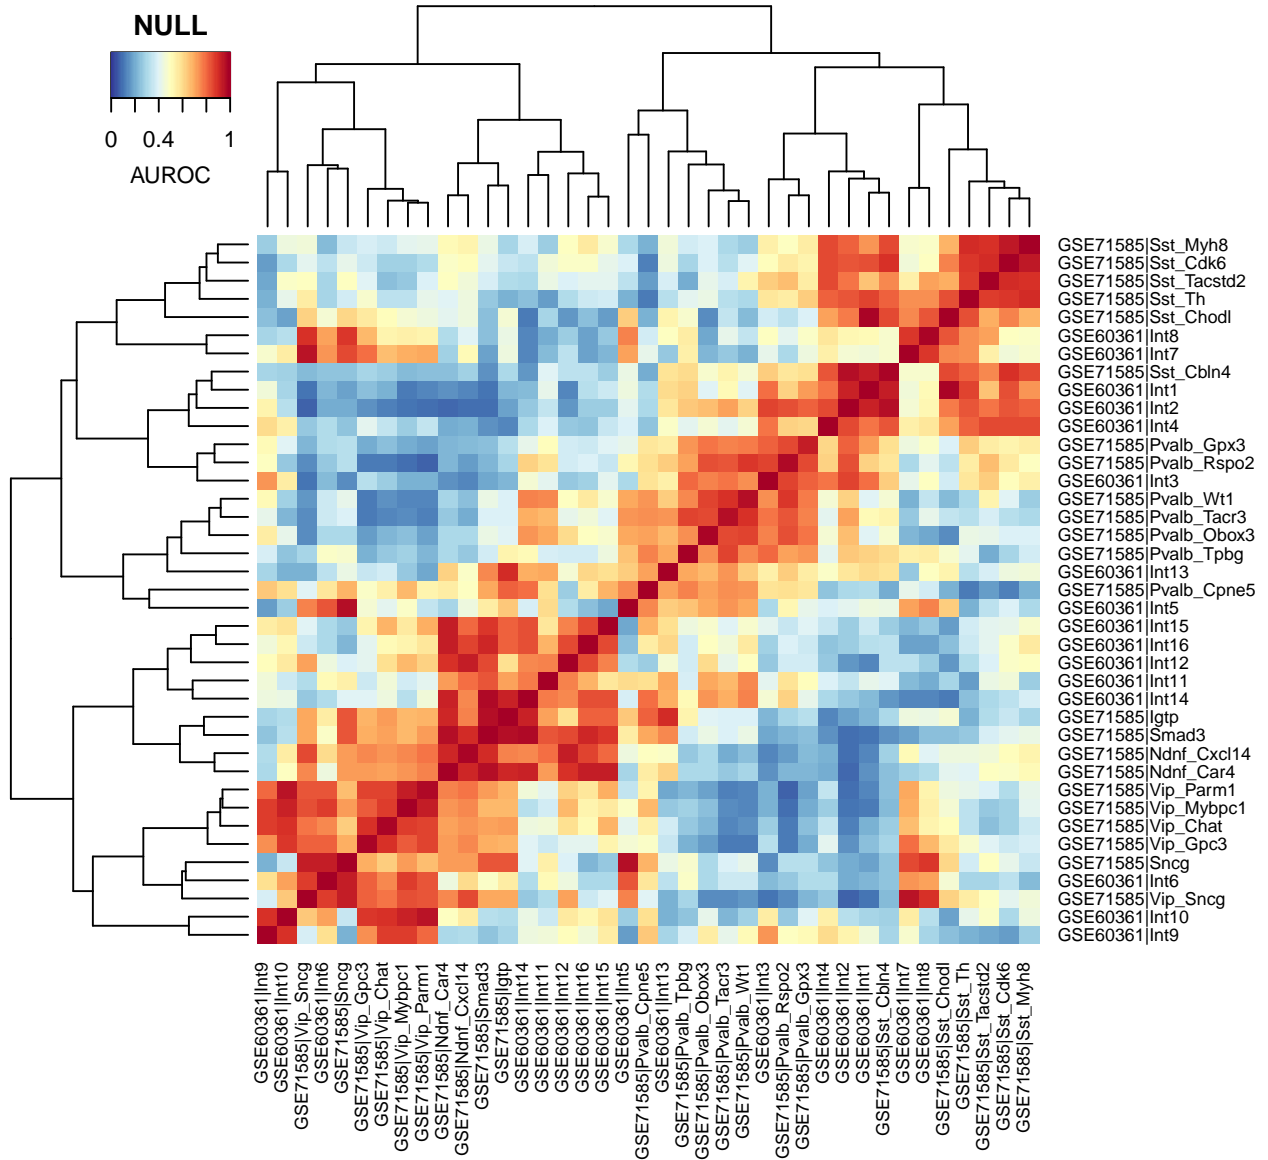 NULL
0 0.4 1
AUROC
GSE71585|Sst_Myh8
GSE71585|Sst_Cdk6
GSE71585|Sst_Tacstd2
GSE71585|Sst_Th
GSE71585|Sst_Chodl
GSE60361|Int8
GSE60361|Int7
GSE71585|Sst_Cbln4
GSE60361|Int1
GSE60361|Int2
GSE60361|Int4
GSE71585|Pvalb_Gpx3
GSE71585|Pvalb_Rspo2
GSE60361|Int3
GSE71585|Pvalb_Wt1
GSE71585|Pvalb_Tacr3
GSE71585|Pvalb_Obox3
GSE71585|Pvalb_Tpbg
GSE60361|Int13
GSE71585|Pvalb_Cpne5
GSE60361|Int5
GSE60361|Int15
GSE60361|Int16
GSE60361|Int12
GSE60361|Int11
GSE60361|Int14
GSE71585|Igtp
GSE71585|Smad3
GSE71585|Ndnf_Cxcl14
GSE71585|Ndnf_Car4
GSE71585|Vip_Parm1
GSE71585|Vip_Mybpc1
GSE71585|Vip_Chat
GSE71585|Vip_Gpc3
GSE71585|Sncg
GSE60361|Int6
GSE71585|Vip_Sncg
GSE60361|Int10
GSE60361|Int9
GSE60361|Int9
GSE60361|Int10
GSE71585|Vip_Sncg
GSE60361|Int6
GSE71585|Sncg
GSE71585|Vip_Gpc3
GSE71585|Vip_Chat
GSE71585|Vip_Mybpc1
GSE71585|Vip_Parm1
GSE71585|Ndnf_Car4
GSE71585|Ndnf_Cxcl14
GSE71585|Smad3
GSE71585|Igtp
GSE60361|Int14
GSE60361|Int11
GSE60361|Int12
GSE60361|Int16
GSE60361|Int15
GSE60361|Int5
GSE71585|Pvalb_Cpne5
GSE60361|Int13
GSE71585|Pvalb_Tpbg
GSE71585|Pvalb_Obox3
GSE71585|Pvalb_Tacr3
GSE71585|Pvalb_Wt1
GSE60361|Int3
GSE71585|Pvalb_Rspo2
GSE71585|Pvalb_Gpx3
GSE60361|Int4
GSE60361|Int2
GSE60361|Int1
GSE71585|Sst_Cbln4
GSE60361|Int7
GSE60361|Int8
GSE71585|Sst_Chodl
GSE71585|Sst_Th
GSE71585|Sst_Tacstd2
GSE71585|Sst_Cdk6
GSE71585|Sst_Myh8